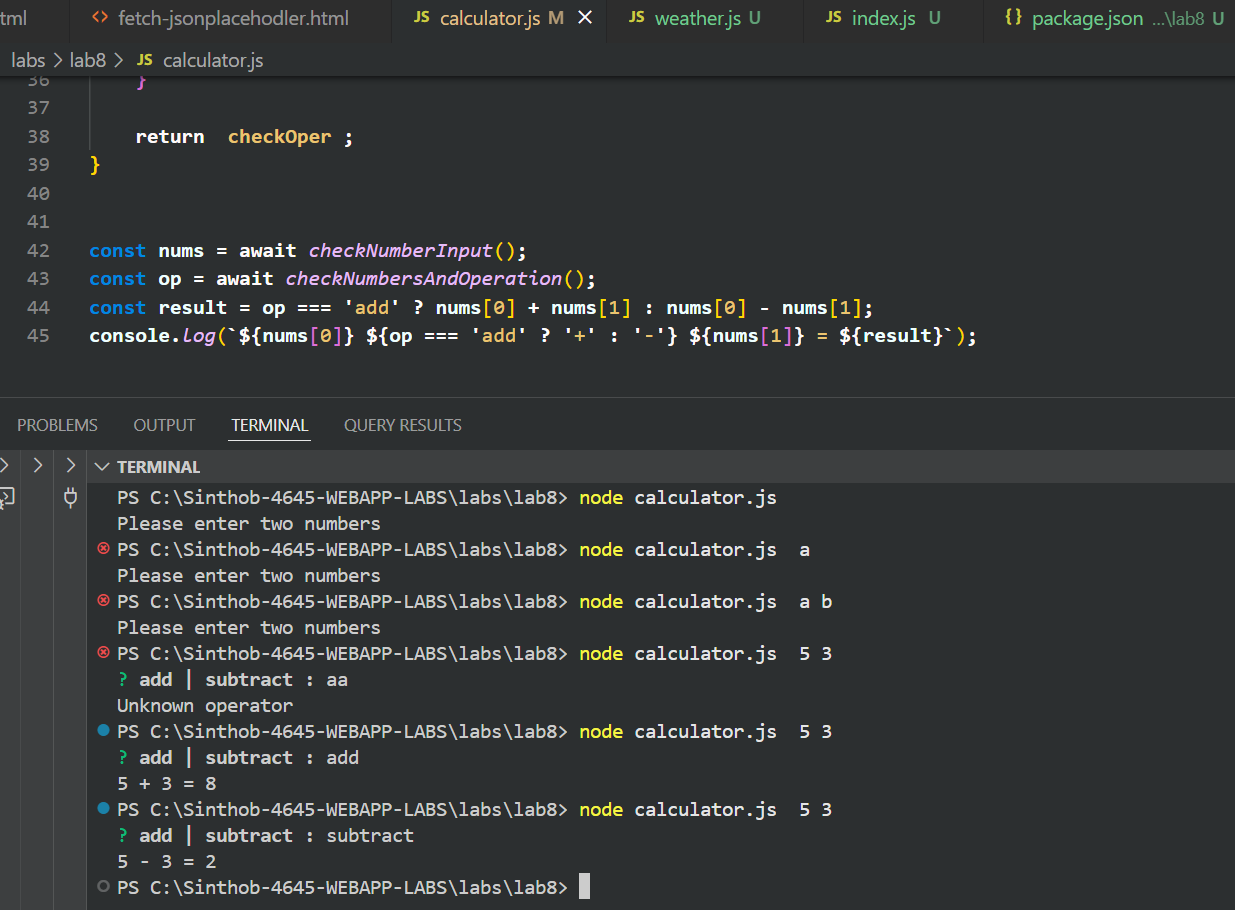 tml <> fetch-jsonplacehodler.html JS calculator.js M JS weather.js U JS index.js U {} package.json ...\lab8 U
labs > lab8 > JS calculator.js
36 }
37
38 return checkOper ;
39 }
40
41
42 const nums = await checkNumberInput();
43 const op = await checkNumbersAndOperation();
44 const result = op === 'add' ? nums[0] + nums[1] : nums[0] - nums[1];
45 console.log(`${nums[0]} ${op === 'add' ? '+' : '-'} ${nums[1]} = ${result}`);
PROBLEMS OUTPUT TERMINAL QUERY RESULTS
TERMINAL
PS C:\Sinthob-4645-WEBAPP-LABS\labs\lab8> node calculator.js
Please enter two numbers
PS C:\Sinthob-4645-WEBAPP-LABS\labs\lab8> node calculator.js  a
Please enter two numbers
PS C:\Sinthob-4645-WEBAPP-LABS\labs\lab8> node calculator.js  a b
Please enter two numbers
PS C:\Sinthob-4645-WEBAPP-LABS\labs\lab8> node calculator.js  5 3
? add | subtract : aa
Unknown operator
PS C:\Sinthob-4645-WEBAPP-LABS\labs\lab8> node calculator.js  5 3
? add | subtract : add
5 + 3 = 8
PS C:\Sinthob-4645-WEBAPP-LABS\labs\lab8> node calculator.js  5 3
? add | subtract : subtract
5 - 3 = 2
PS C:\Sinthob-4645-WEBAPP-LABS\labs\lab8>